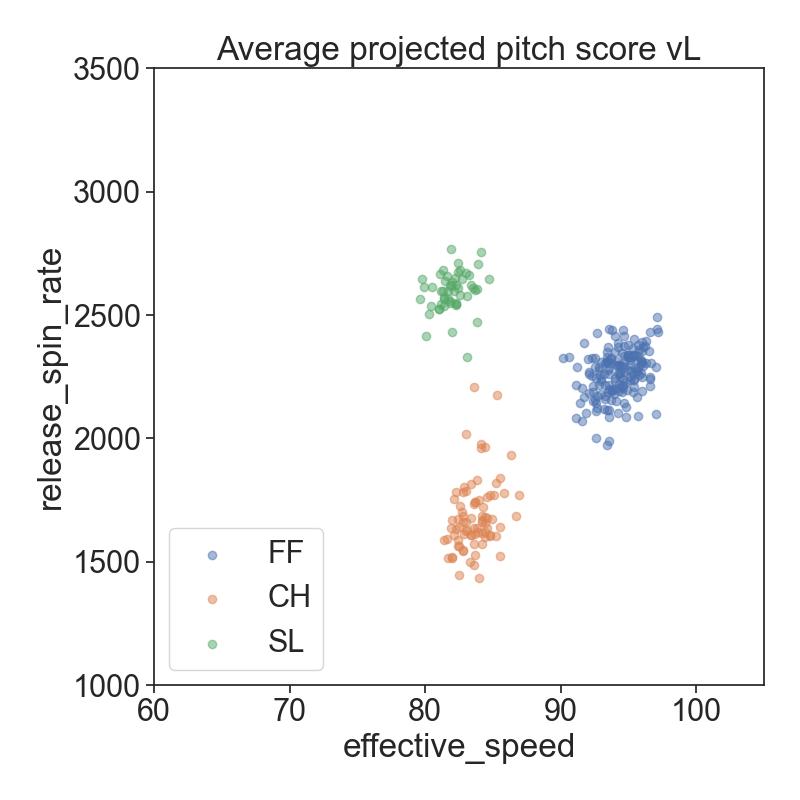 Average projected pitch score vL
3500
3000
2500
2000
1500
1000
release_spin_rate
FF
CH
SL
60
70
80
90
100
effective_speed